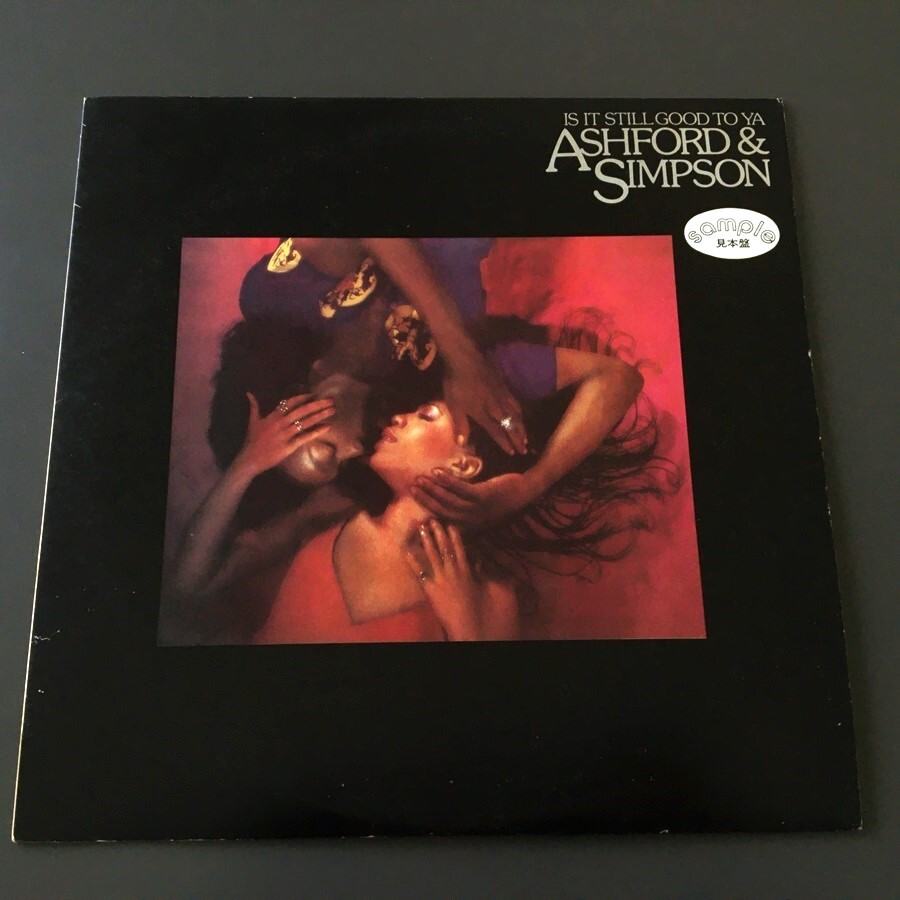 IS IT STILL GOOD TO YA
ASHFORD &
SIMPSON
sample
見本盤